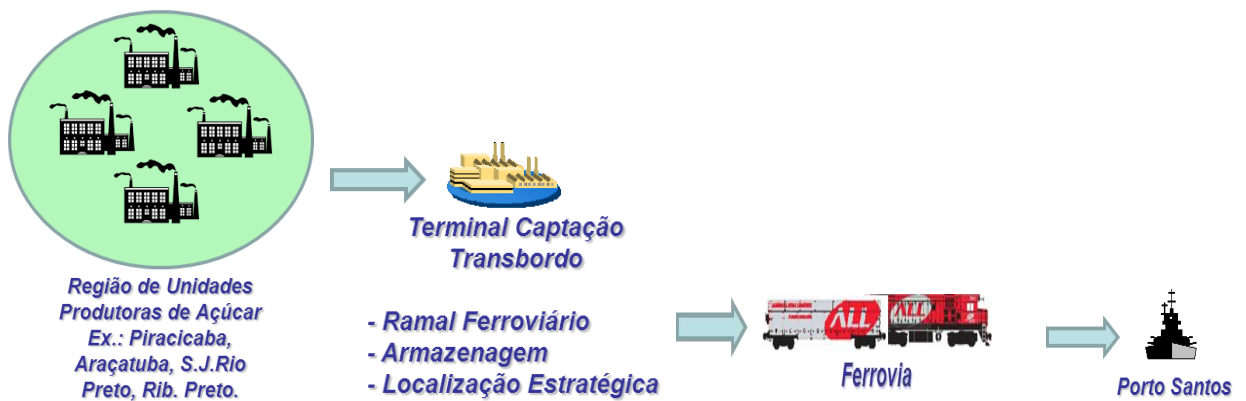 Região de Unidades
Produtoras de Açúcar
Ex.: Piracicaba,
Araçatuba, S.J.Rio
Preto, Rib. Preto.
Terminal Captação
Transbordo
- Ramal Ferroviário
- Armazenagem
- Localização Estratégica
ALL
ALL
Ferrovia
Porto Santos